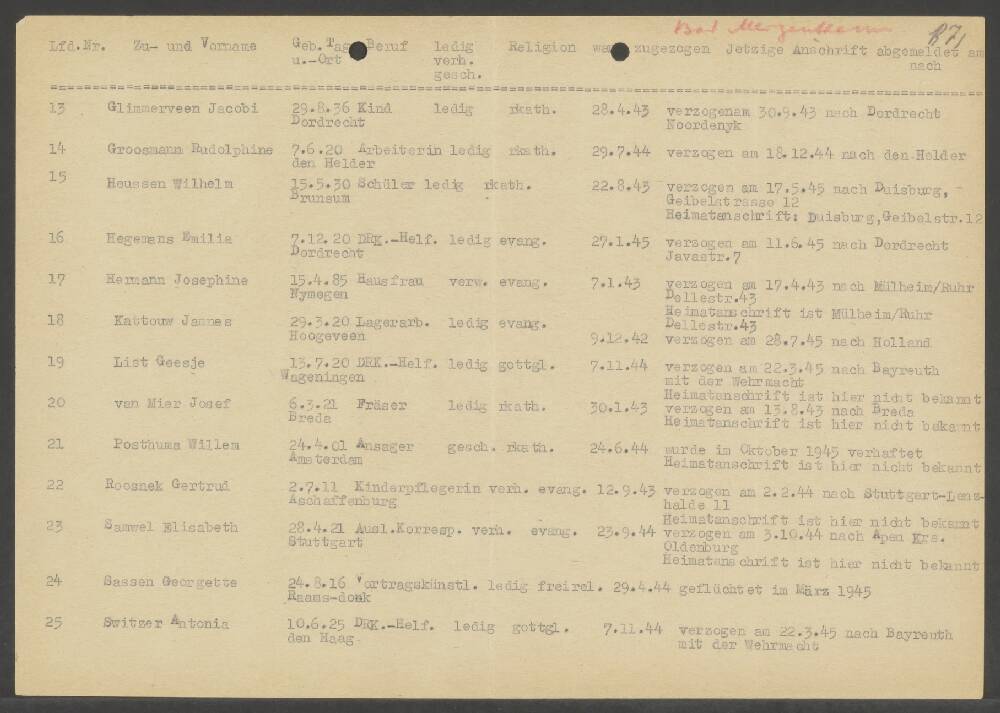 Bad Mergentheim
871
Lfd.Nr. Zu- und Vorname Geb.Tag Beruf ledig Religion wann zugezogen Jetzige Anschrift abgemeldet am
u.-Ort verh. nach
gesch.
13 Glimmerveen Jacobi 29.8.36 Kind ledig rkath. 28.4.43 verzogenam 30.9.43 nach Dordrecht
Dordrecht Noordenyk
14 Groosmann Rudolphine 7.6.20 Arbeiterin ledig rkath. 29.7.44 verzogen am 18.12.44 nach den Helder
den Helder
15 Heussen Wilhelm 15.5.30 Schüler ledig rkath. 22.8.43 verzogen am 17.5.45 nach Duisburg,
Brunsum Geibelstrasse 12
Heimatanschrift: Duisburg,Geibelstr.12
16 Hegemans Emilia 7.12.20 DRK.-Helf. ledig evang. 27.1.45 verzogen am 11.6.45 nach Dordrecht
Dordrecht Javastr.7
17 Hermann Josephine 15.4.85 Hausfrau verw. evang. 7.1.43 verzogen am 17.4.43 nach Mülheim/Ruhr
Nymegen Dellestr.43
Heimatanschrift ist Mülheim/Ruhr
18 Kattouw Jannes 29.3.20 Lagerarb. ledig evang. Dellestr.43
Hoogeveen 9.12.42 verzogen am 28.7.45 nach Holland
19 List Geesje 13.7.20 DRK.-Helf. ledig gottgl. 7.11.44 verzogen am 22.3.45 nach Bayreuth
Wageningen mit der Wehrmacht
Heimatanschrift ist hier nicht bekannt
20 van Mier Josef 6.3.21 Fräser ledig rkath. 30.1.43 verzogen am 13.8.43 nach Breda
Breda Heimatanschrift ist hier nicht bekannt
21 Posthuma Willem 24.4.01 Ansager gesch. rkath. 24.6.44 wurde im Oktober 1945 verhaftet
Amsterdam Heimatanschrift ist hier nicht bekannt
22 Roosnek Gertrud 2.7.11 Kinderpflegerin verh. evang. 12.9.43 verzogen am 2.2.44 nach Stuttgart-Lenz-
Aschaffenburg halde 11
Heimatanschrift ist hier nicht bekannt
23 Samwel Elisabeth 28.4.21 Ausl.Korresp. verh. evang. 23.9.44 verzogen am 3.10.44 nach Apen Krs.
Stuttgart Oldenburg
Heimatanschrift ist hier nicht bekannt
24 Sassen Georgette 24.8.16 Vortragskünstl. ledig freirel. 29.4.44 geflüchtet im März 1945
Haams-donk
25 Switzer Antonia 10.6.25 DRK.-Helf. ledig gottgl. 7.11.44 verzogen am 22.3.45 nach Bayreuth
den Haag mit der Wehrmacht